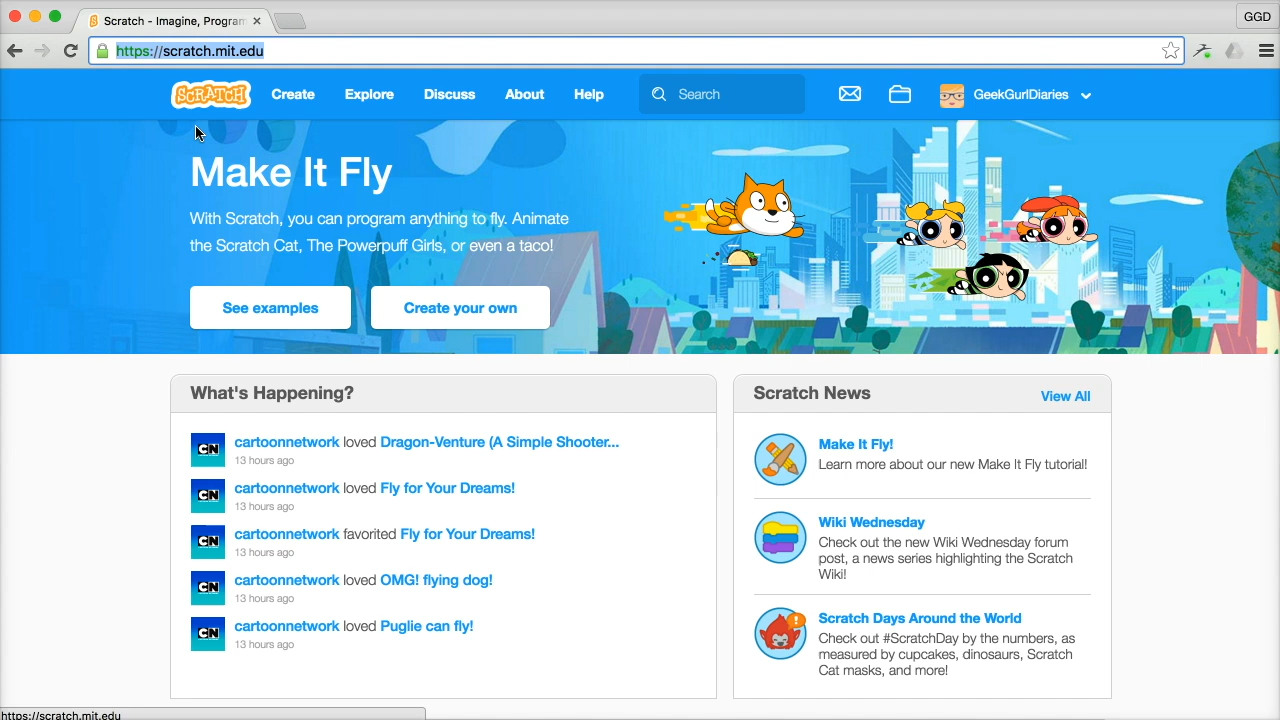 Scratch - Imagine, Program
GGD
https://scratch.mit.edu
SCRATCH Create Explore Discuss About Help Search GeekGurlDiaries
Make It Fly
With Scratch, you can program anything to fly. Animate
the Scratch Cat, The Powerpuff Girls, or even a taco!
See examples Create your own
What's Happening?
CN cartoonnetwork loved Dragon-Venture (A Simple Shooter...
13 hours ago
CN cartoonnetwork loved Fly for Your Dreams!
13 hours ago
CN cartoonnetwork favorited Fly for Your Dreams!
13 hours ago
CN cartoonnetwork loved OMG! flying dog!
13 hours ago
CN cartoonnetwork loved Puglie can fly!
13 hours ago
Scratch News View All
Make It Fly!
Learn more about our new Make It Fly tutorial!
Wiki Wednesday
Check out the new Wiki Wednesday forum
post, a news series highlighting the Scratch
Wiki!
Scratch Days Around the World
Check out #ScratchDay by the numbers, as
measured by cupcakes, dinosaurs, Scratch
Cat masks, and more!
https://scratch.mit.edu